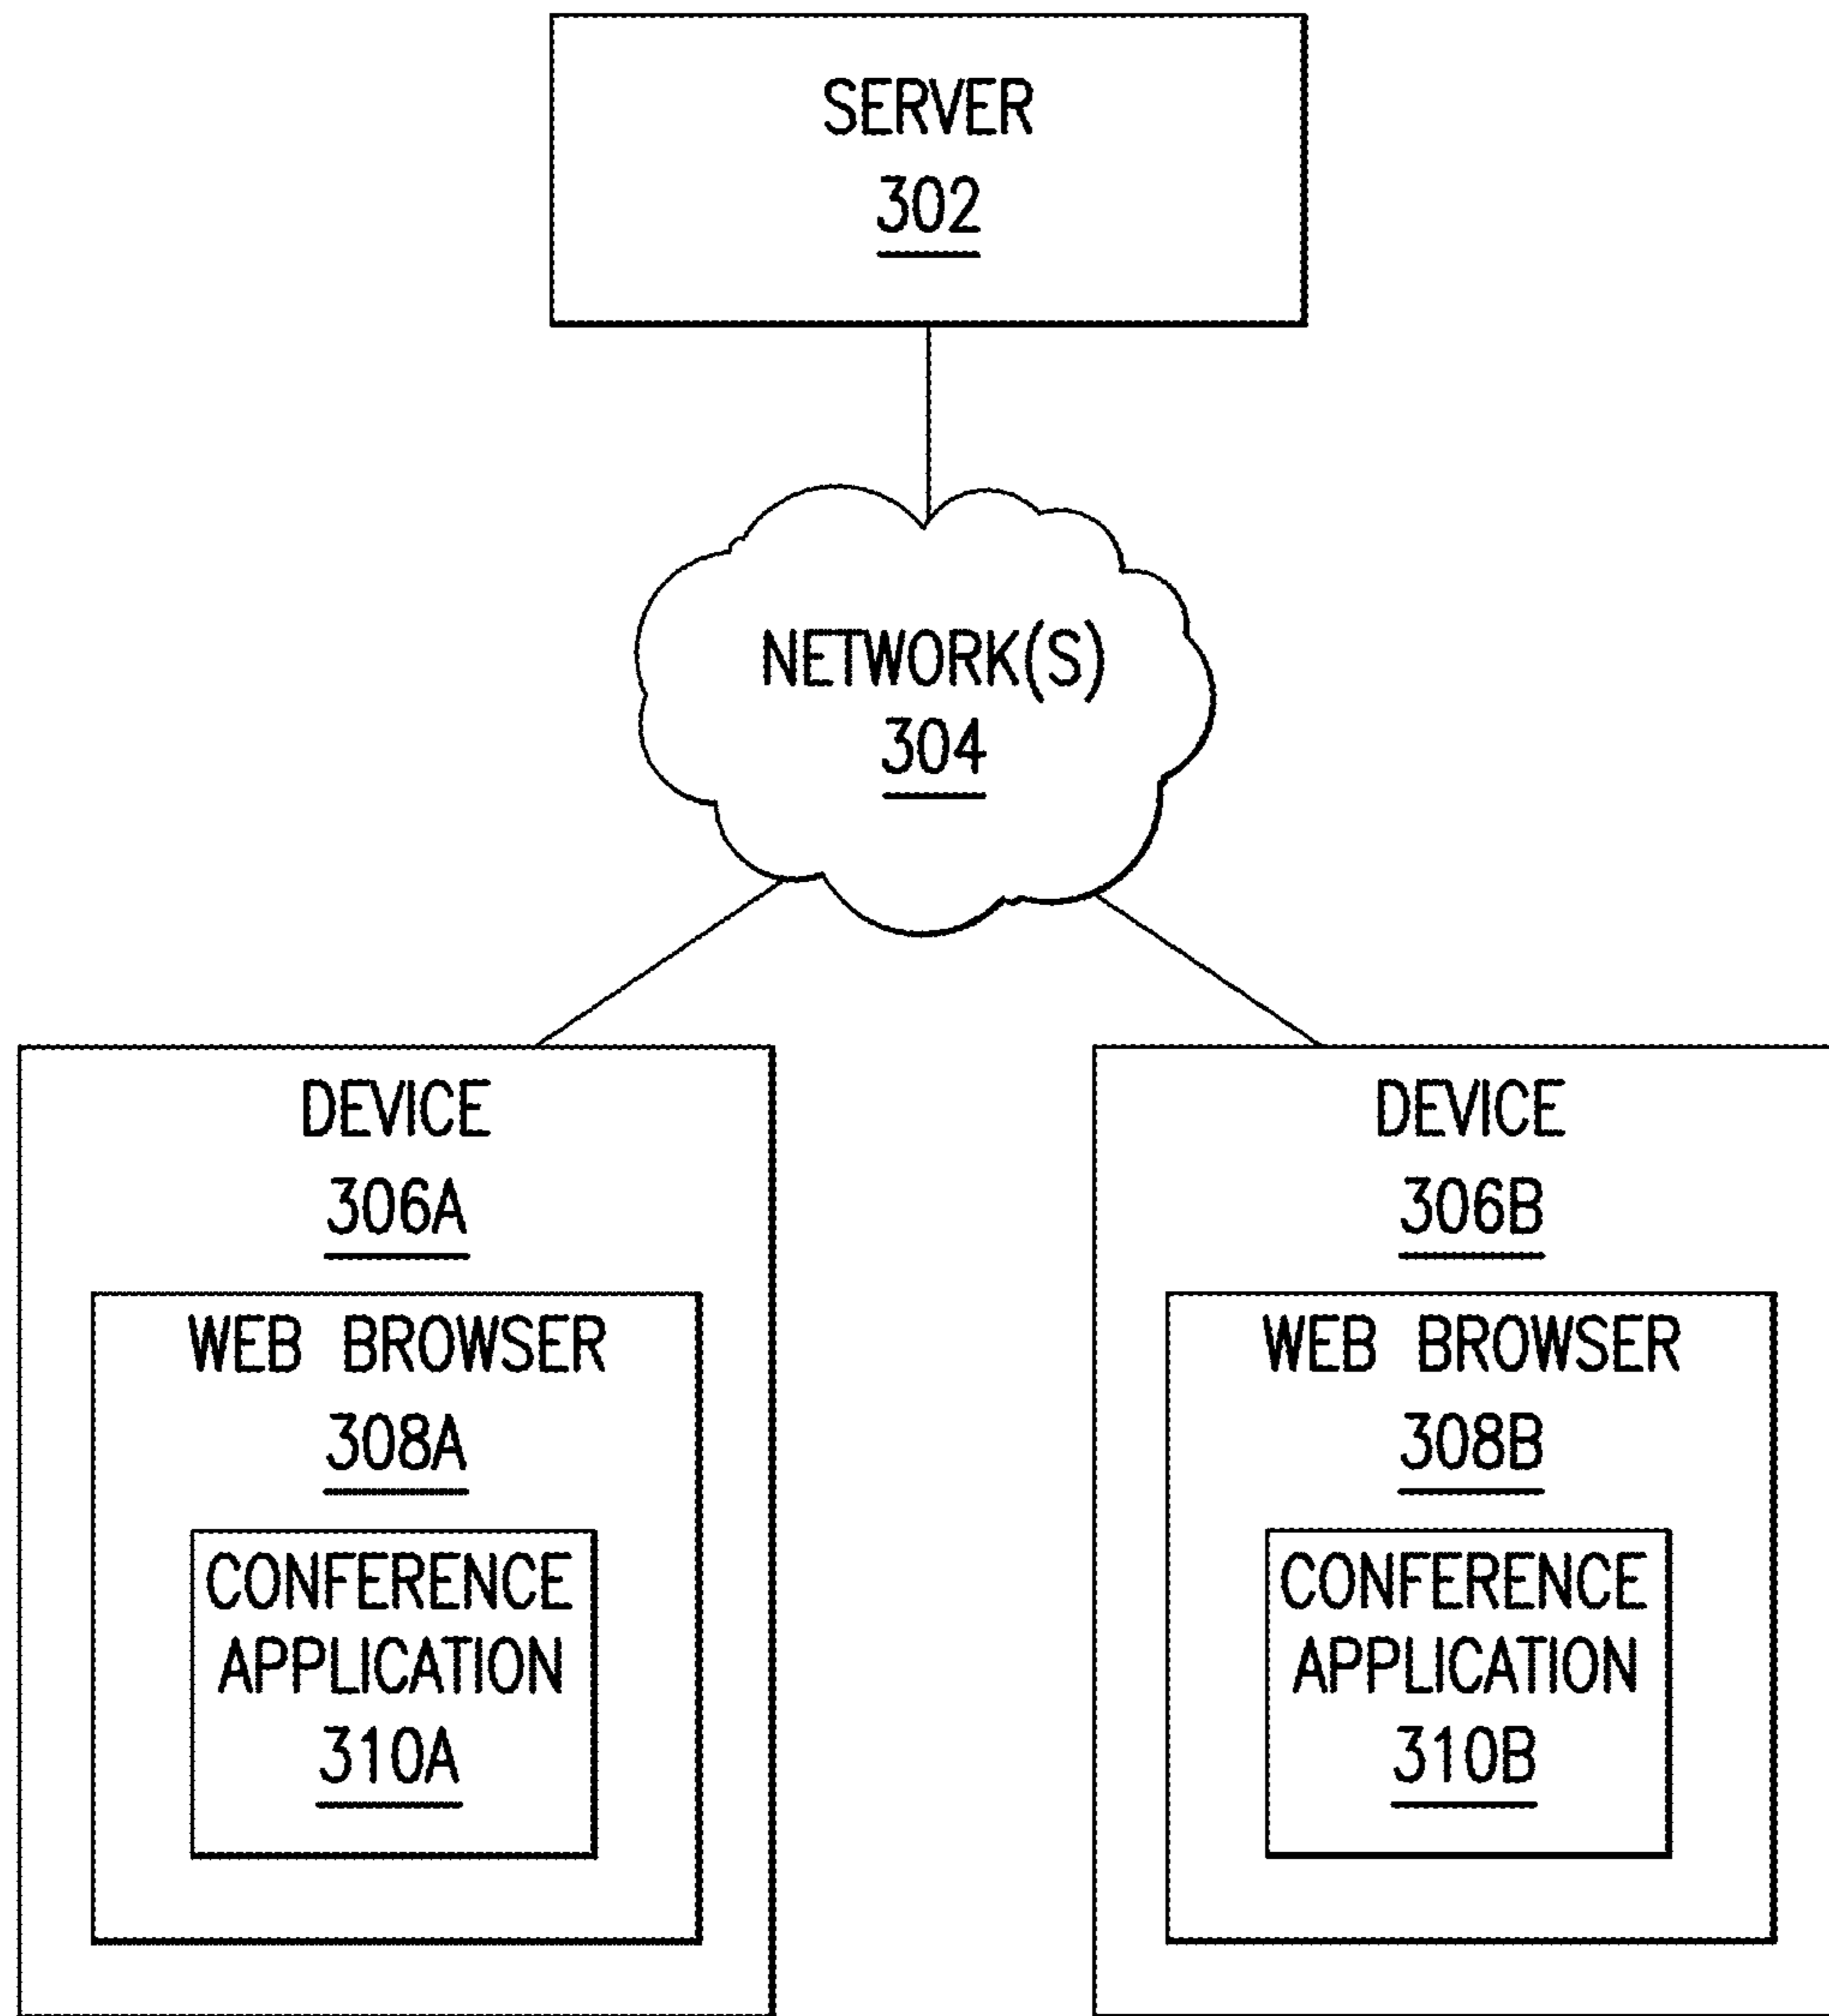 SERVER
302
NETWORK(S)
304
DEVICE
306A
WEB BROWSER
308A
CONFERENCE
APPLICATION
310A
DEVICE
306B
WEB BROWSER
308B
CONFERENCE
APPLICATION
310B